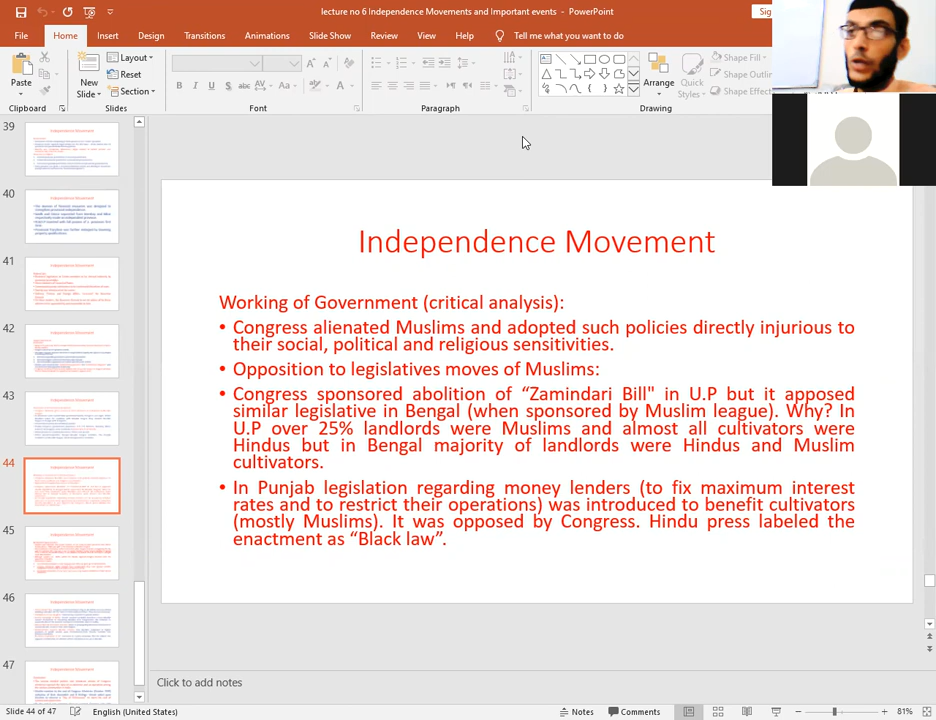 lecture no 6 Independence Movements and Important events - PowerPoint
File Home Insert Design Transitions Animations Slide Show Review View Help Tell me what you want to do
Paste
Clipboard
New
Slide
Layout
Reset
Section
Slides
B I U S abc AV Aa A
Font
Paragraph
Arrange
Quick
Styles
Shape Fill
Shape Effects
Drawing
39
40
41
42
43
44
45
46
47
Independence Movement
Working of Government (critical analysis):
• Congress alienated Muslims and adopted such policies directly injurious to
their social, political and religious sensitivities.
• Opposition to legislatives moves of Muslims:
• Congress sponsored abolition of “Zamindari Bill" in U.P but it apposed
similar legislative in Bengal (when sponsored by Muslim league). Why? In
U.P over 25% landlords were Muslims and almost all cultivators were
Hindus but in Bengal majority of landlords were Hindus and Muslim
cultivators.
• In Punjab legislation regarding money lenders (to fix maximum interest
rates and to restrict their operations) was introduced to benefit cultivators
(mostly Muslims). It was opposed by Congress. Hindu press labeled the
enactment as “Black law”.
Click to add notes
Slide 44 of 47 English (United States) Notes Comments 81%